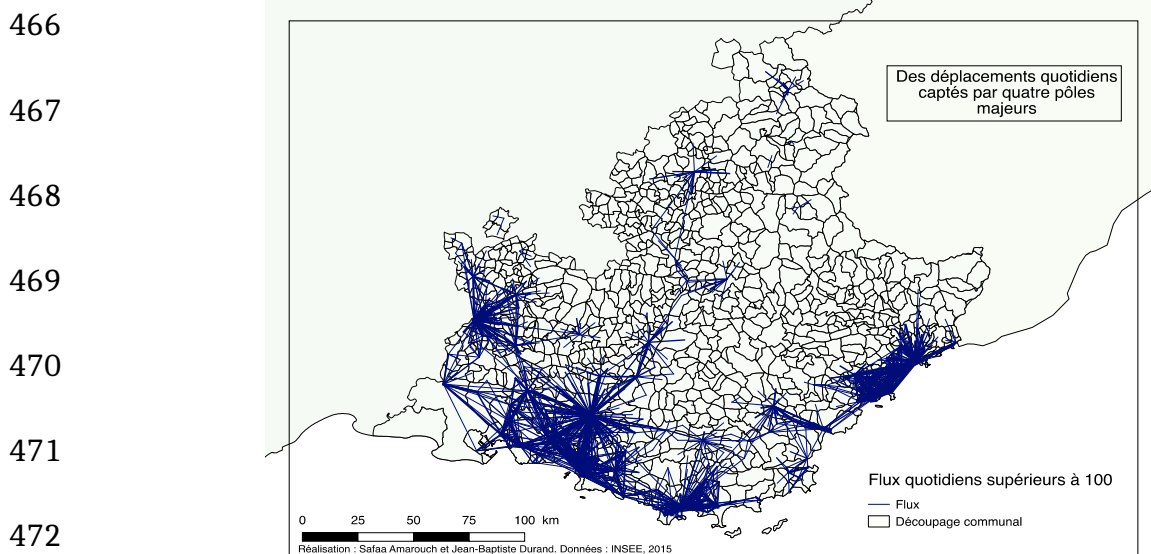 466
467
468
469
470
471
472
Des déplacements quotidiens
captés par quatre pôles
majeurs
Flux quotidiens supérieurs à 100
Flux
Découpage communal
0 25 50 75 100 km
Réalisation : Safaa Amarouch et Jean-Baptiste Durand. Données : INSEE, 2015